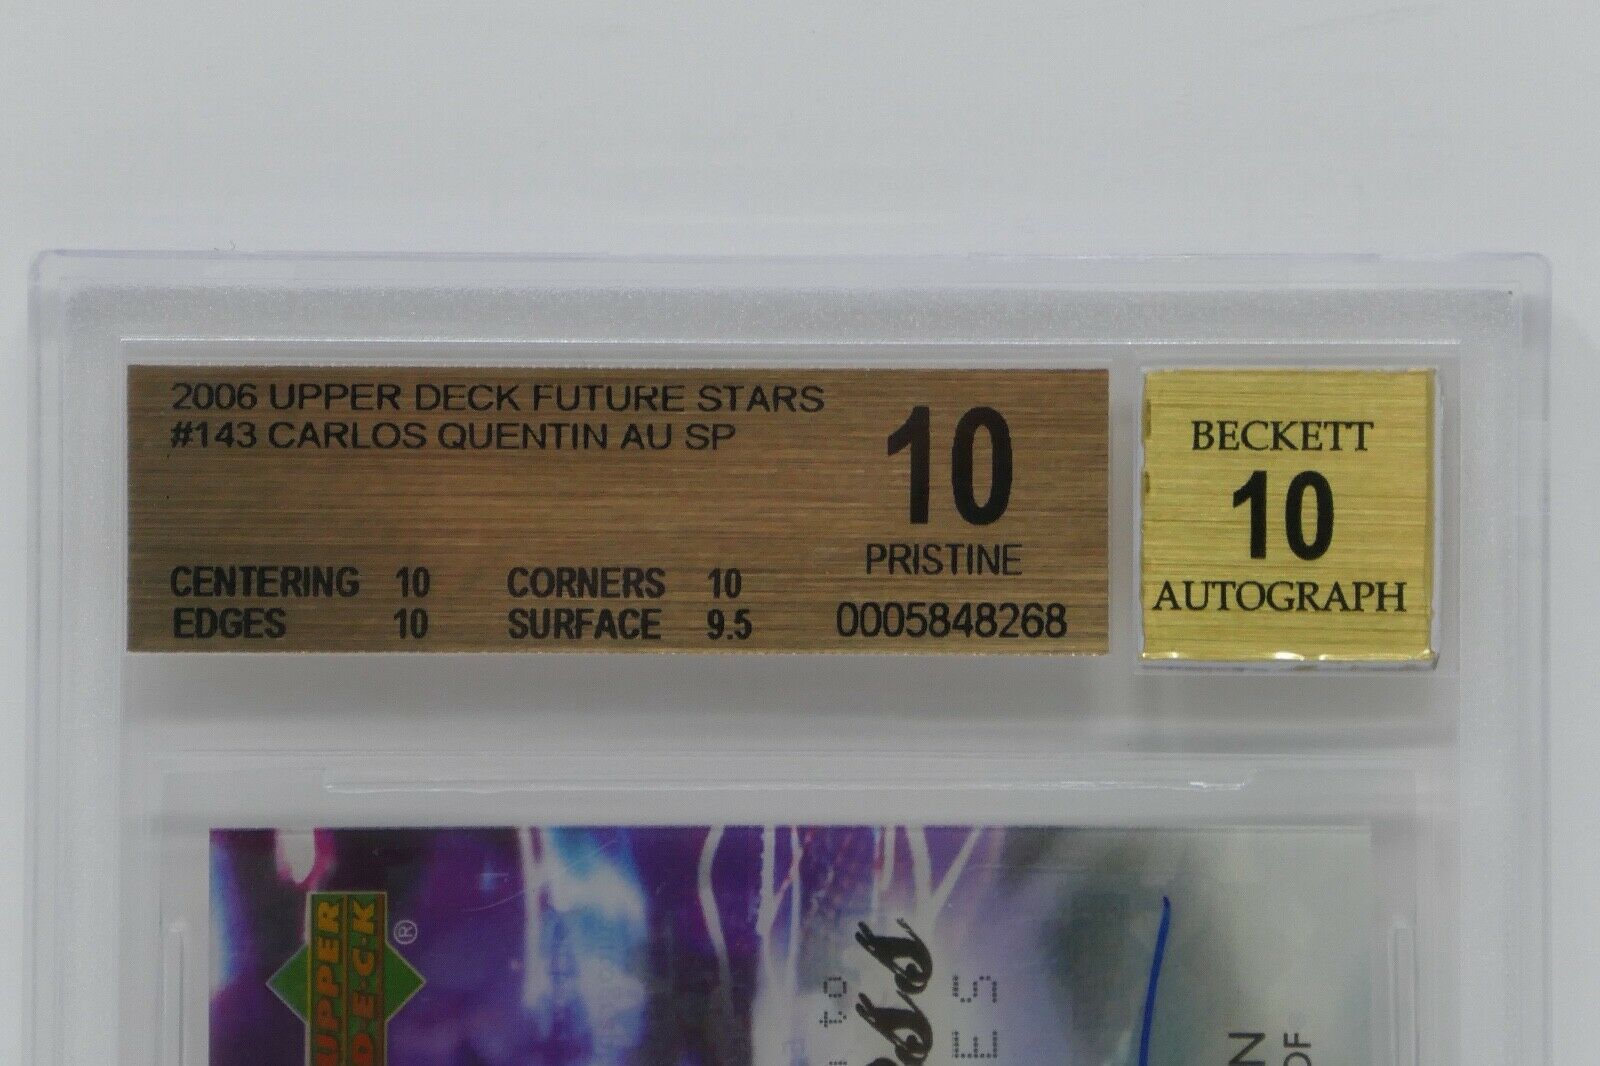 2006 UPPER DECK FUTURE STARS
#143 CARLOS QUENTIN AU SP
10
PRISTINE
CENTERING 10 CORNERS 10
EDGES 10 SURFACE 9.5
0005848268
BECKETT
10
AUTOGRAPH
UPPER
D·E·C·K
®
to